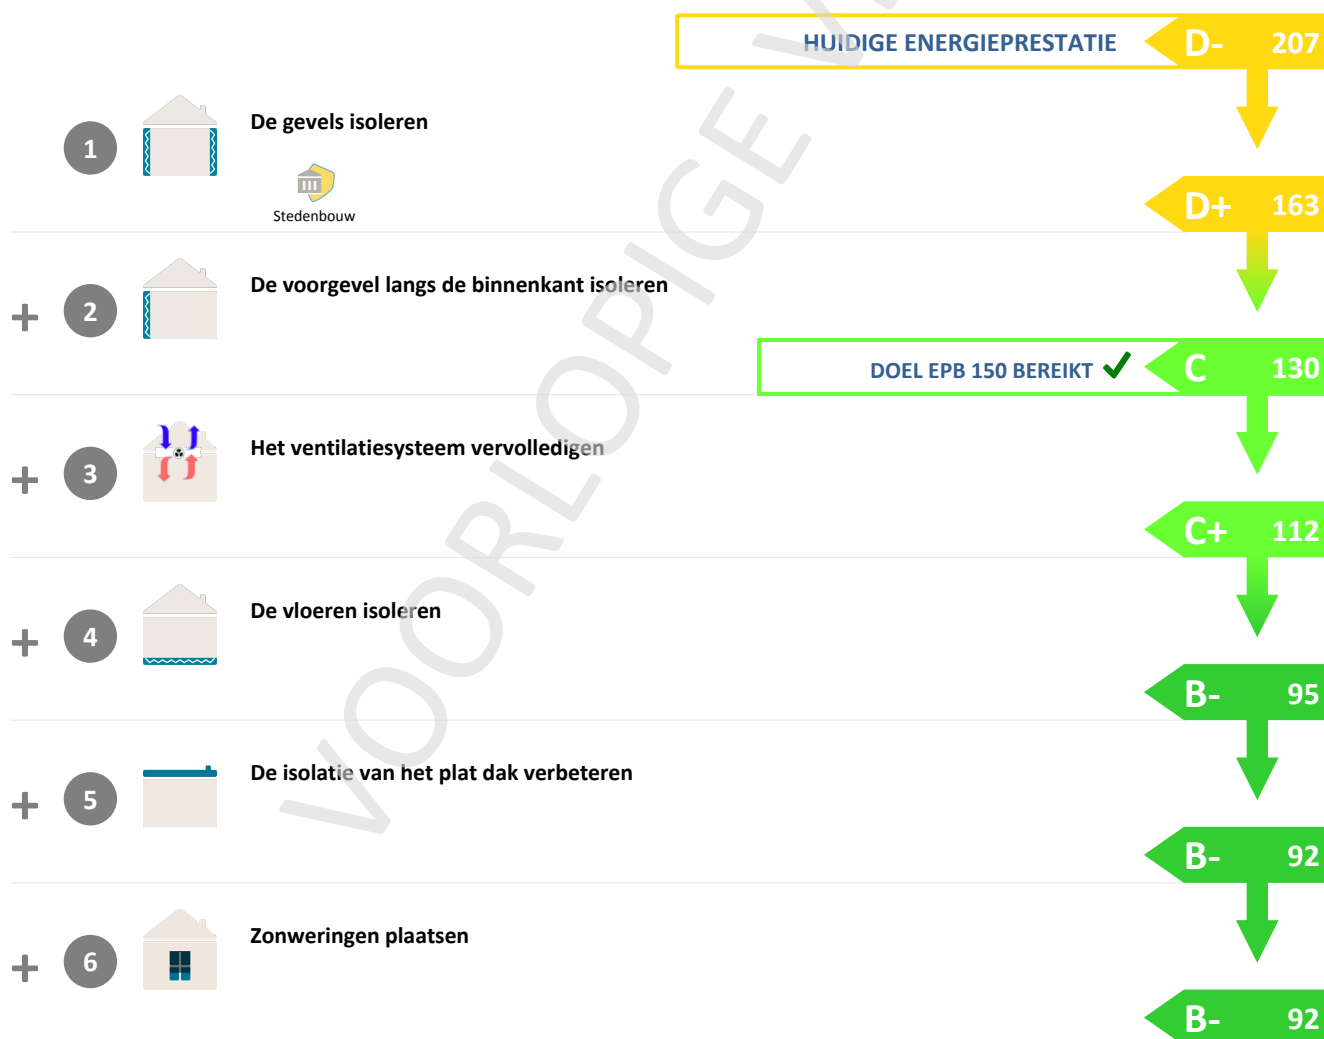 HUIDIGE ENERGIEPRESTATIE D- 207
1 De gevels isoleren
Stedenbouw
D+ 163
+ 2 De voorgevel langs de binnenkant isoleren
DOEL EPB 150 BEREIKT ✓ C 130
+ 3 Het ventilatiesysteem vervolledigen
C+ 112
+ 4 De vloeren isoleren
B- 95
+ 5 De isolatie van het plat dak verbeteren
B- 92
+ 6 Zonweringen plaatsen
B- 92
VOORLOPIGE